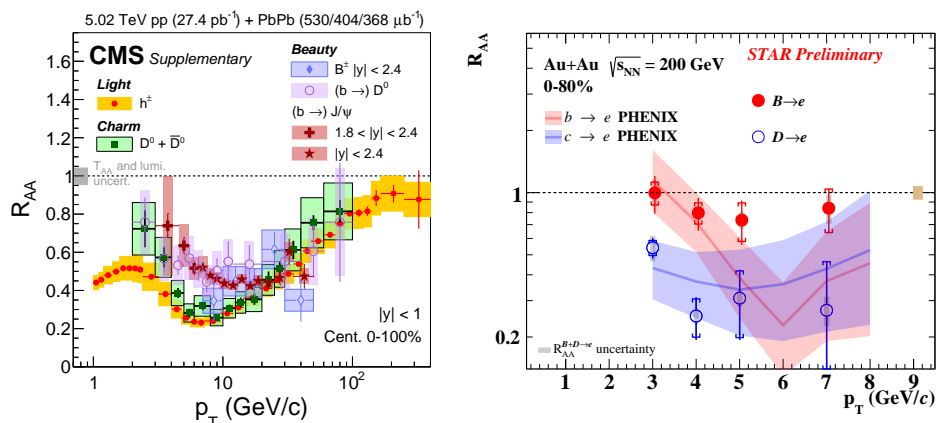 5.02 TeV pp (27.4 pb⁻¹) + PbPb (530/404/368 μb⁻¹)
CMS Supplementary
Light
h±
Charm
D⁰ + D̅⁰
Beauty
B± |y| < 2.4
(b →) D⁰
(b →) J/ψ
1.8 < |y| < 2.4
|y| < 2.4
T_AA and lumi.
uncert.
|y| < 1
Cent. 0-100%
R_AA
1.6
1.4
1.2
1
0.8
0.6
0.4
0.2
0
1
10
10²
p_T (GeV/c)
R_AA
Au+Au √s_NN = 200 GeV
0-80%
STAR Preliminary
b → e PHENIX
c → e PHENIX
B→e
D→e
1
0.2
R_AA^B+D→e uncertainty
1 2 3 4 5 6 7 8 9
p_T (GeV/c)